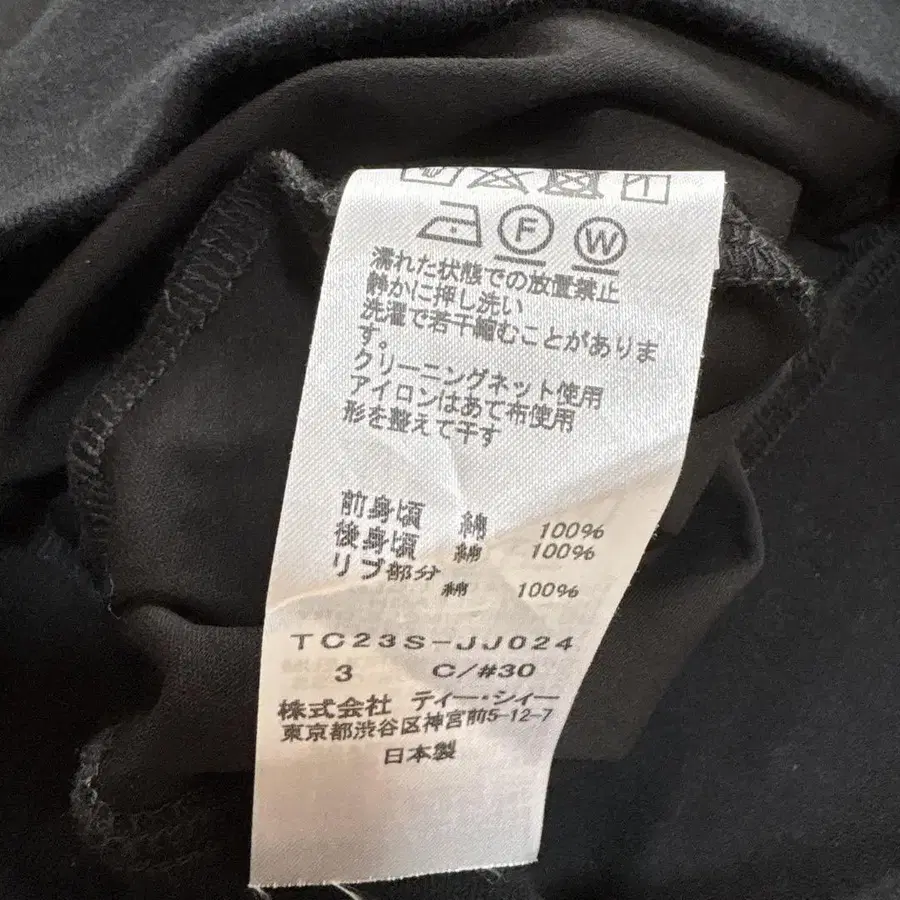 F W
濡れた状態での放置禁止
静かに押し洗い
洗濯で若干縮むことがありま
す。
クリーニングネット使用
アイロンはあて布使用
形を整えて干す
前身頃 綿 100%
後身頃 綿 100%
リブ部分
綿 100%
TC23S-JJ024
3 C/#30
株式会社 ティー・シィー
東京都渋谷区神宮前5-12-7
日本製